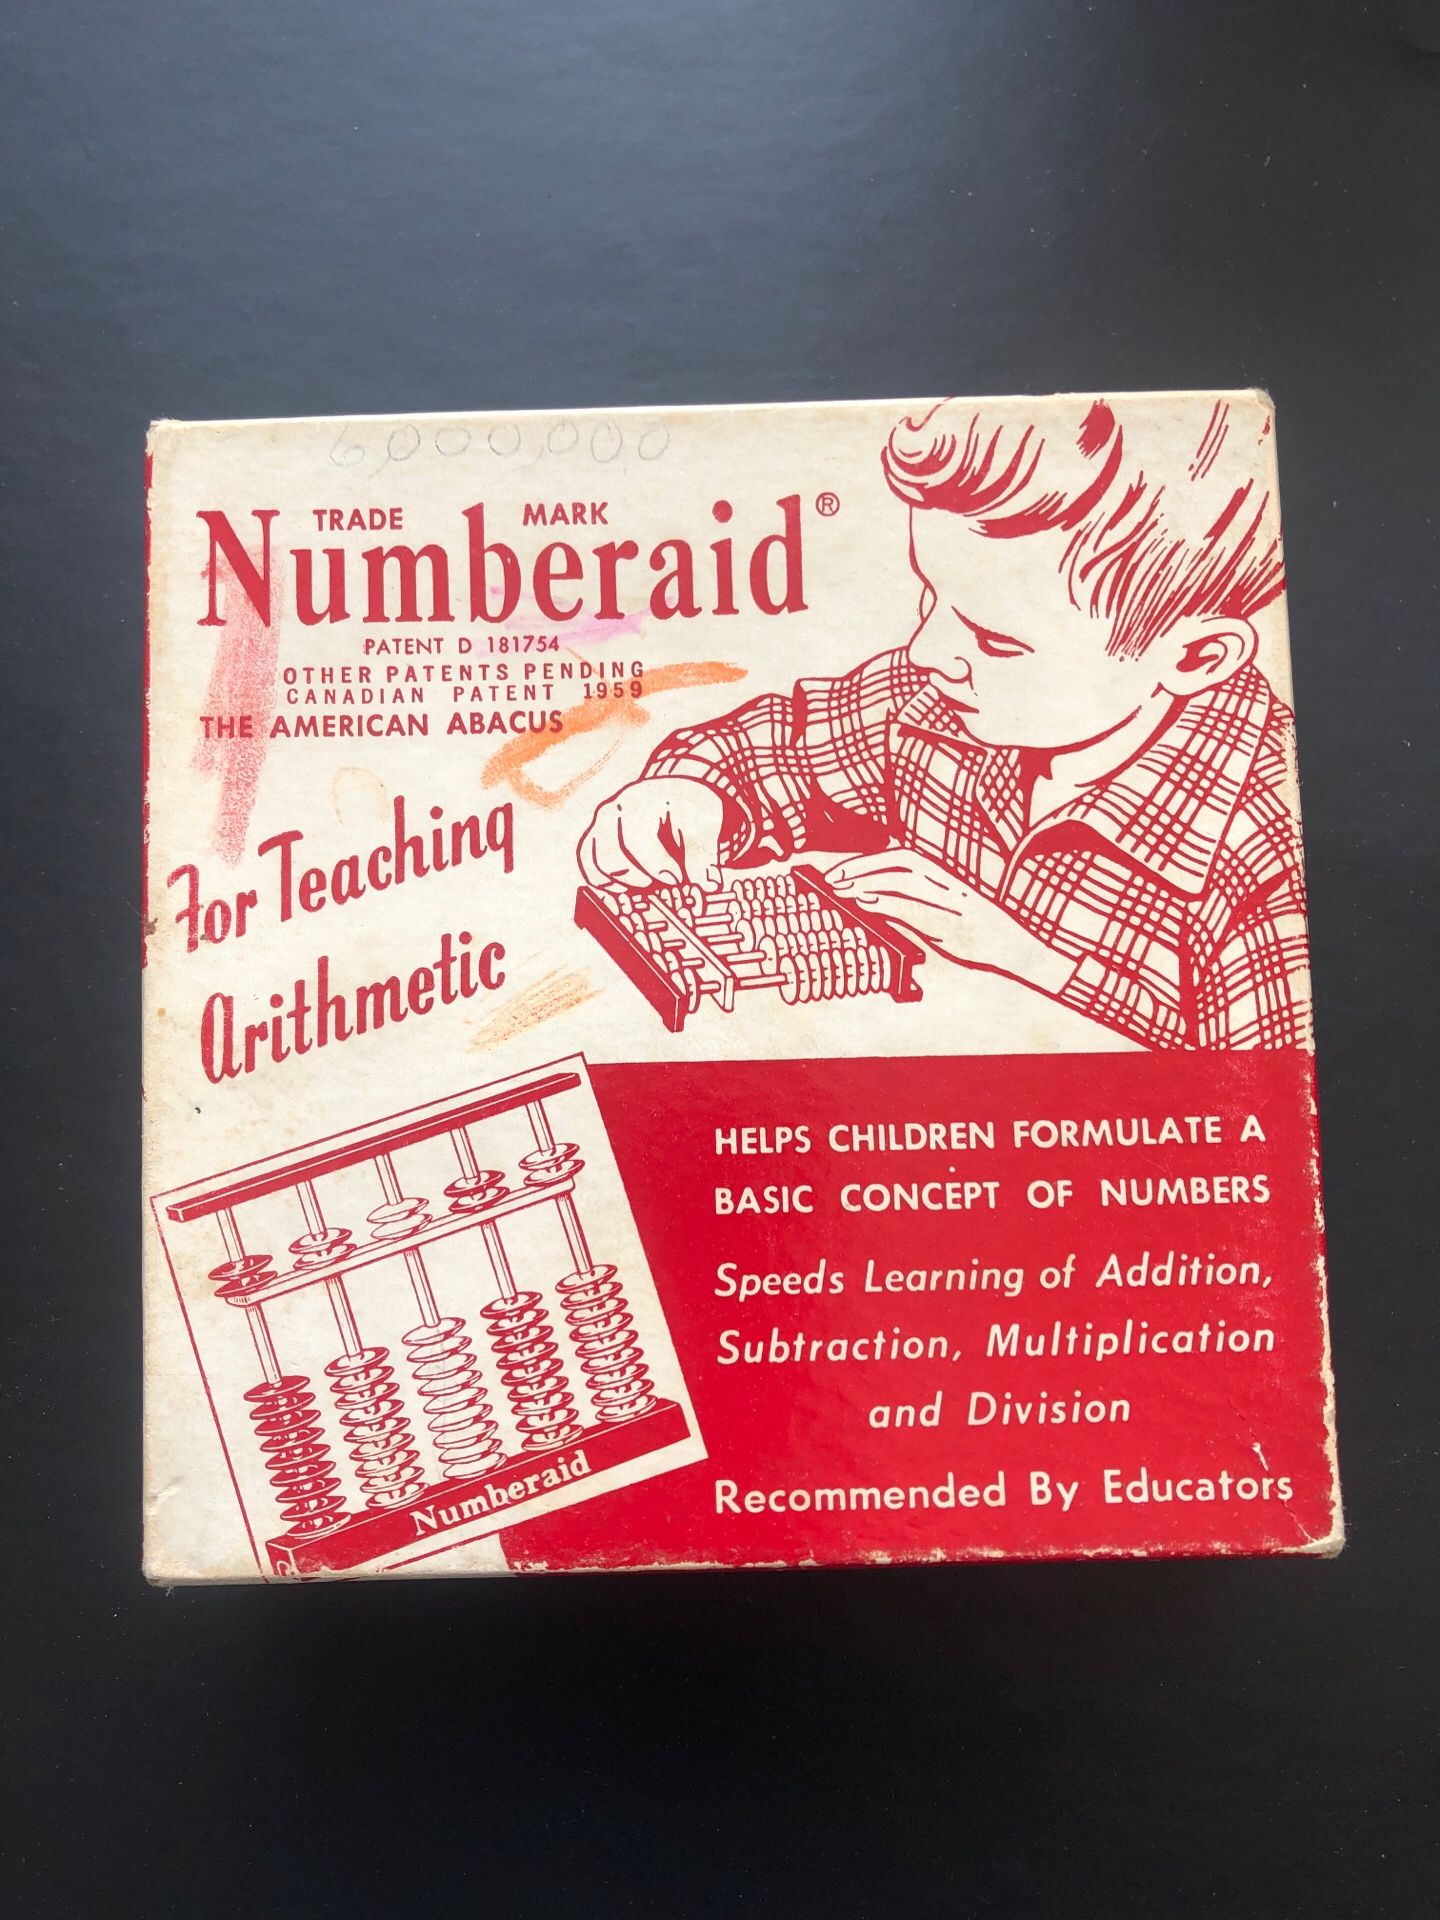 6,000,000
TRADE MARK
Numberaid®
PATENT D 181754
OTHER PATENTS PENDING
CANADIAN PATENT 1959
THE AMERICAN ABACUS
For Teaching
Arithmetic
HELPS CHILDREN FORMULATE A
BASIC CONCEPT OF NUMBERS
Speeds Learning of Addition,
Subtraction, Multiplication
and Division
Recommended By Educators
Numberaid